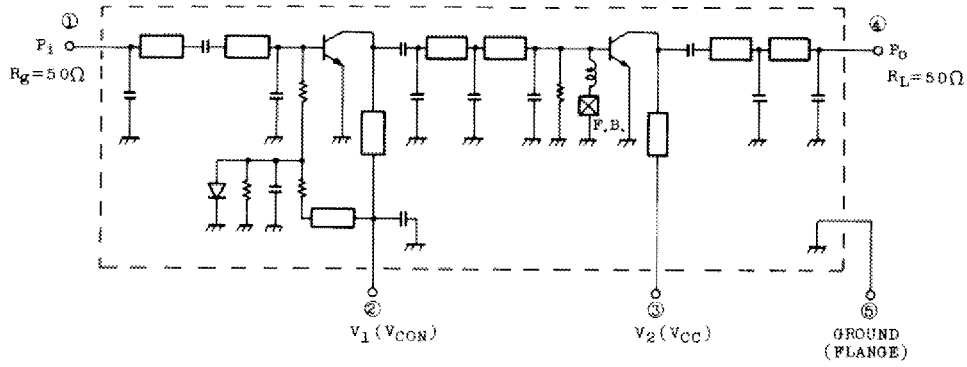 ①
④
Pi
Po
Rg=50Ω
RL=50Ω
F.B.
②
③
⑤
V1(VCON)
V2(VCC)
GROUND
(FLANGE)